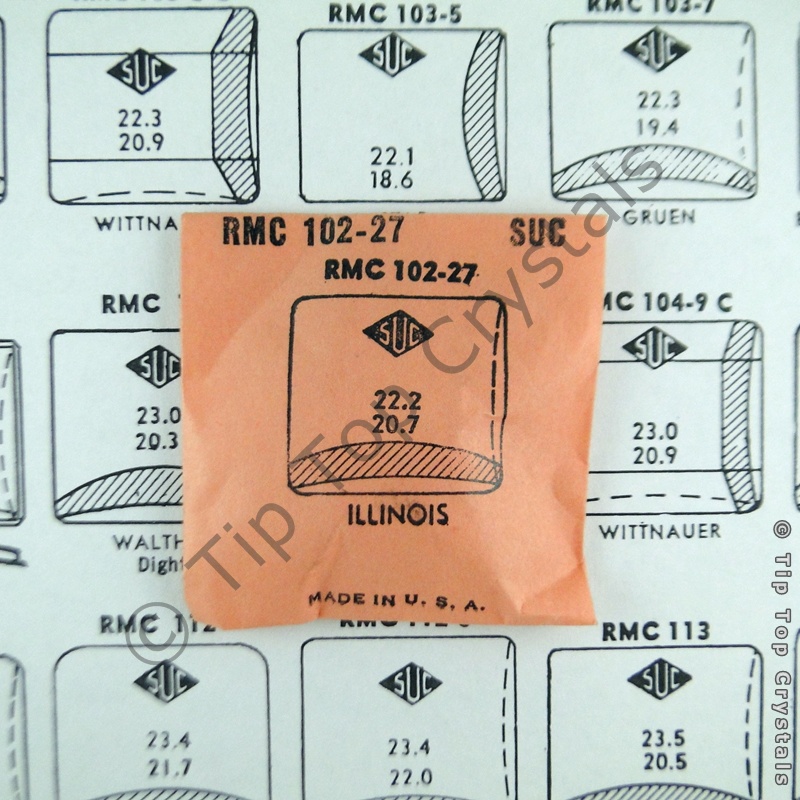 RMC 103-5
RMC 103-7
SUC
22.3
20.9
WITTNA
SUC
22.1
18.6
SUC
22.3
19.4
GRUEN
RMC 102-27 SUC
RMC 102-27
SUC
22.2
20.7
ILLINOIS
MADE IN U. S. A.
RMC
SUC
23.0
20.3
WALTH
Digh
MC 104-9 C
SUC
23.0
20.9
WITTNAUER
RMC 112
SUC
23.4
21.7
SUC
23.4
22.0
RMC 113
SUC
23.5
20.5
© Tip Top Crystals
© Tip Top Crystals